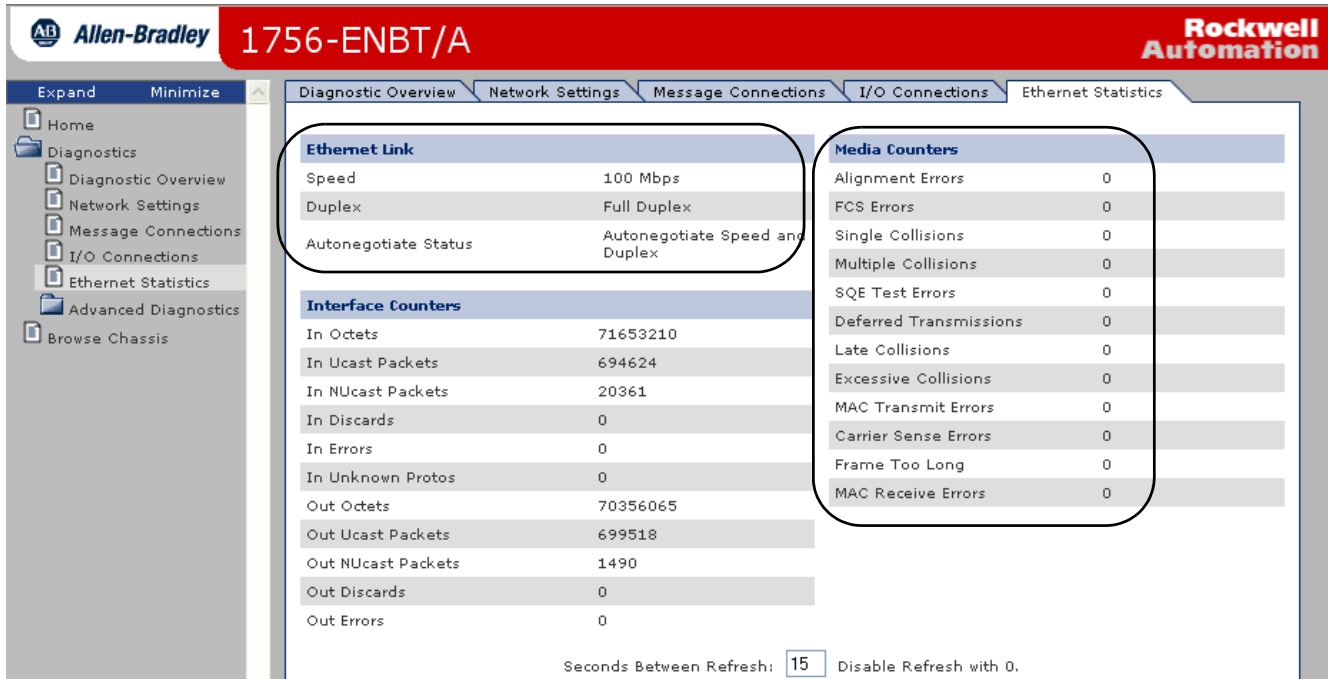 AB Allen-Bradley
1756-ENBT/A
Rockwell
Automation
Expand Minimize
Home
Diagnostics
Diagnostic Overview
Network Settings
Message Connections
I/O Connections
Ethernet Statistics
Advanced Diagnostics
Browse Chassis
Diagnostic Overview Network Settings Message Connections I/O Connections Ethernet Statistics
Ethernet Link
Speed 100 Mbps
Duplex Full Duplex
Autonegotiate Status Autonegotiate Speed and
Duplex
Interface Counters
In Octets 71653210
In Ucast Packets 694624
In NUcast Packets 20361
In Discards 0
In Errors 0
In Unknown Protos 0
Out Octets 70356065
Out Ucast Packets 699518
Out NUcast Packets 1490
Out Discards 0
Out Errors 0
Media Counters
Alignment Errors 0
FCS Errors 0
Single Collisions 0
Multiple Collisions 0
SQE Test Errors 0
Deferred Transmissions 0
Late Collisions 0
Excessive Collisions 0
MAC Transmit Errors 0
Carrier Sense Errors 0
Frame Too Long 0
MAC Receive Errors 0
Seconds Between Refresh: 15 Disable Refresh with 0.